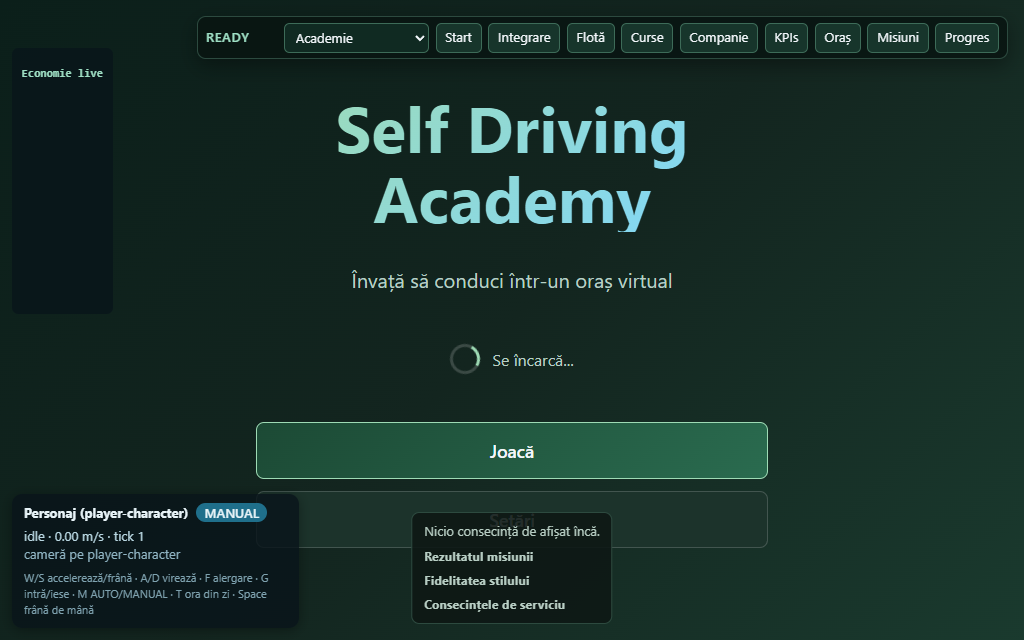 READY Academie Start Integrare Flotă Curse Companie KPIs Oraș Misiuni Progres
Economie live
Self Driving
Academy
Învață să conduci într-un oraș virtual
Se încarcă...
Joacă
Setări
Personaj (player-character) MANUAL
idle · 0.00 m/s · tick 1
cameră pe player-character
W/S accelerează/frână · A/D virează · F alergare · G
intră/iese · M AUTO/MANUAL · T ora din zi · Space
frână de mână
Nicio consecință de afișat încă.
Rezultatul misiunii
Fidelitatea stilului
Consecințele de serviciu